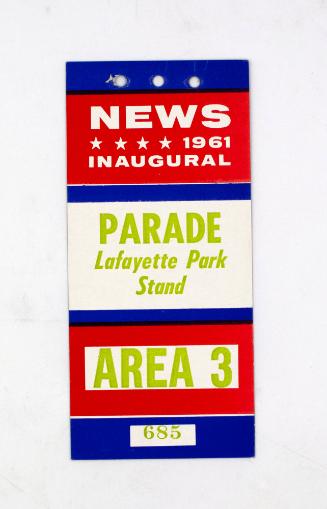 NEWS
★ ★ ★ ★ 1961
INAUGURAL
PARADE
Lafayette Park
Stand
AREA 3
685